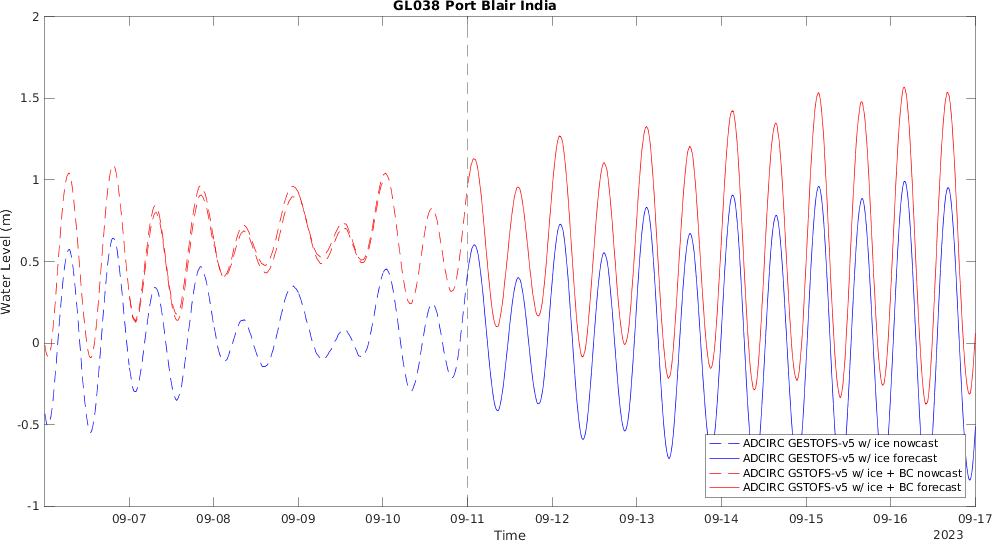 GL038 Port Blair India
Water Level (m)
2
1.5
1
0.5
0
-0.5
-1
ADCIRC GESTOFS-v5 w/ ice nowcast
ADCIRC GESTOFS-v5 w/ ice forecast
ADCIRC GSTOFS-v5 w/ ice + BC nowcast
ADCIRC GSTOFS-v5 w/ ice + BC forecast
09-07 09-08 09-09 09-10 09-11 09-12 09-13 09-14 09-15 09-16 09-17
Time
2023